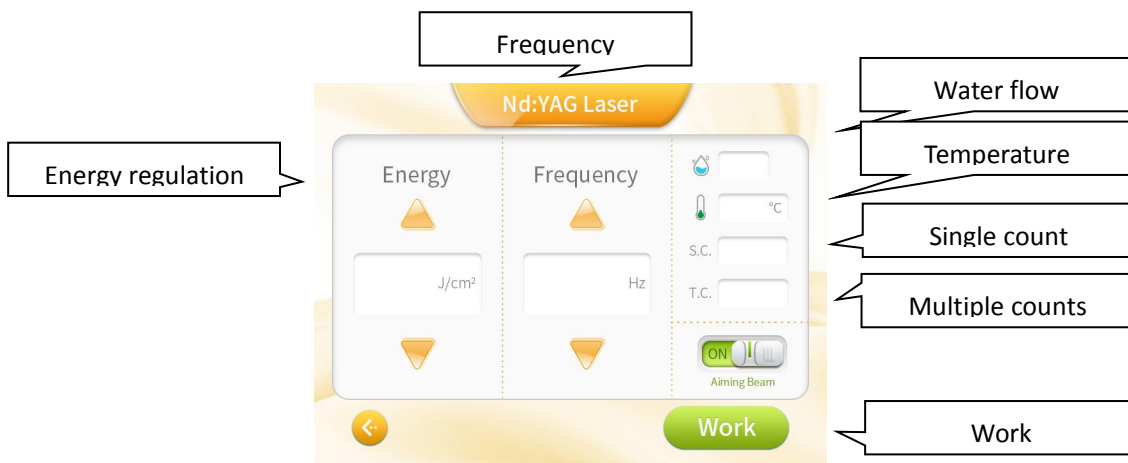 Frequency
Nd:YAG Laser
Water flow
Temperature
Energy regulation
Energy
Frequency
°C
Single count
S.C.
J/cm²
Hz
T.C.
Multiple counts
ON
Aiming Beam
Work
Work